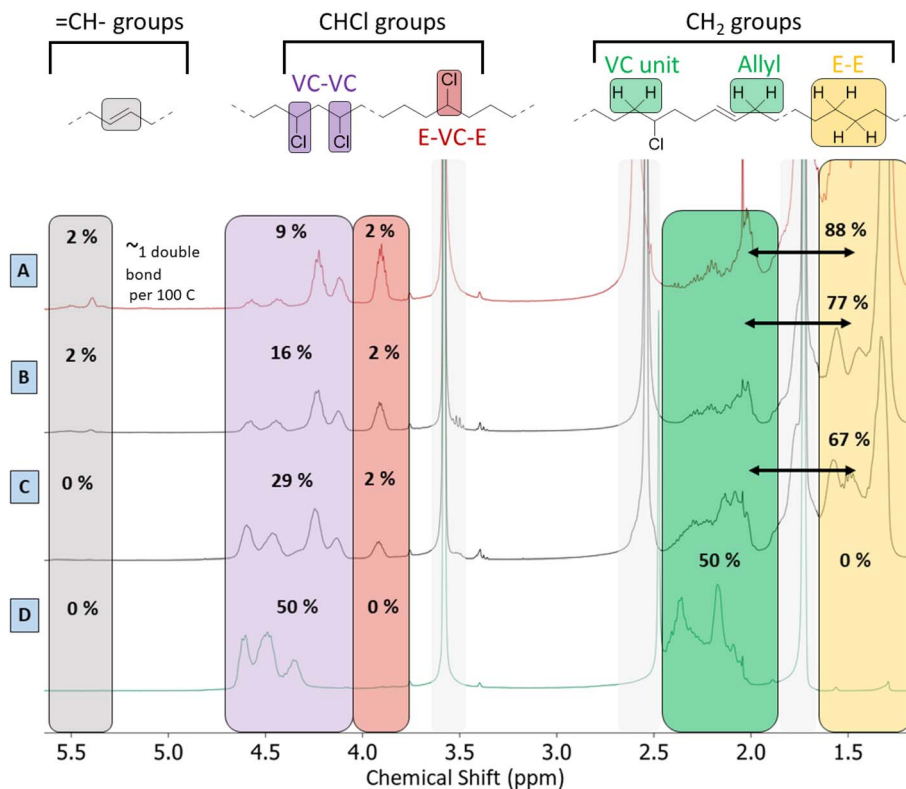 =CH- groups
CHCl groups
CH2 groups
VC-VC
Cl
Cl
Cl
E-VC-E
VC unit
Allyl
E-E
H H
H H
H H
H H
Cl
A
2 %
~1 double
bond
per 100 C
9 %
2 %
88 %
B
2 %
16 %
2 %
77 %
C
0 %
29 %
2 %
67 %
D
0 %
50 %
0 %
50 %
0 %
5.5
5.0
4.5
4.0
3.5
3.0
2.5
2.0
1.5
Chemical Shift (ppm)